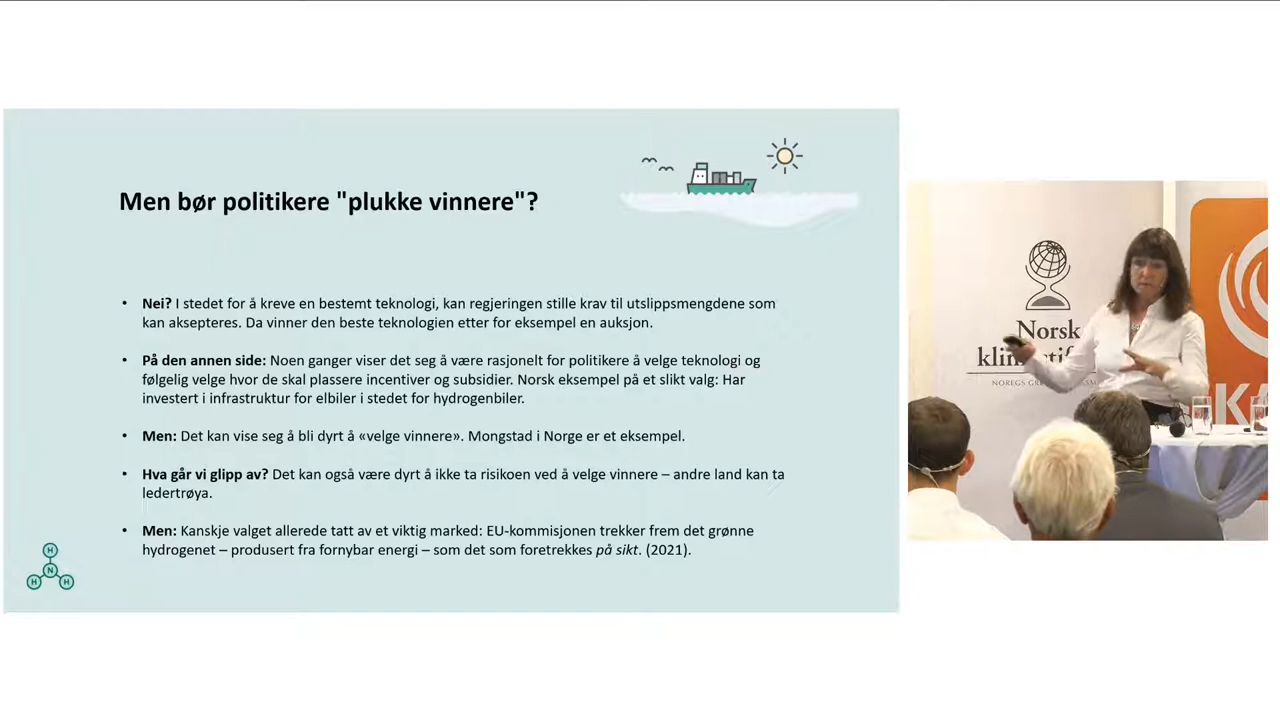 Men bør politikere "plukke vinnere"?
• Nei? I stedet for å kreve en bestemt teknologi, kan regjeringen stille krav til utslippsmengdene som
kan aksepteres. Da vinner den beste teknologien etter for eksempel en auksjon.
• På den annen side: Noen ganger viser det seg å være rasjonelt for politikere å velge teknologi og
følgelig velge hvor de skal plassere incentiver og subsidier. Norsk eksempel på et slikt valg: Har
investert i infrastruktur for elbiler i stedet for hydrogenbiler.
• Men: Det kan vise seg å bli dyrt å «velge vinnere». Mongstad i Norge er et eksempel.
• Hva går vi glipp av? Det kan også være dyrt å ikke ta risikoen ved å velge vinnere – andre land kan ta
ledertrøya.
• Men: Kanskje valget allerede tatt av et viktig marked: EU-kommisjonen trekker frem det grønne
hydrogenet – produsert fra fornybar energi – som det som foretrekkes på sikt. (2021).
H
H N H
Norsk